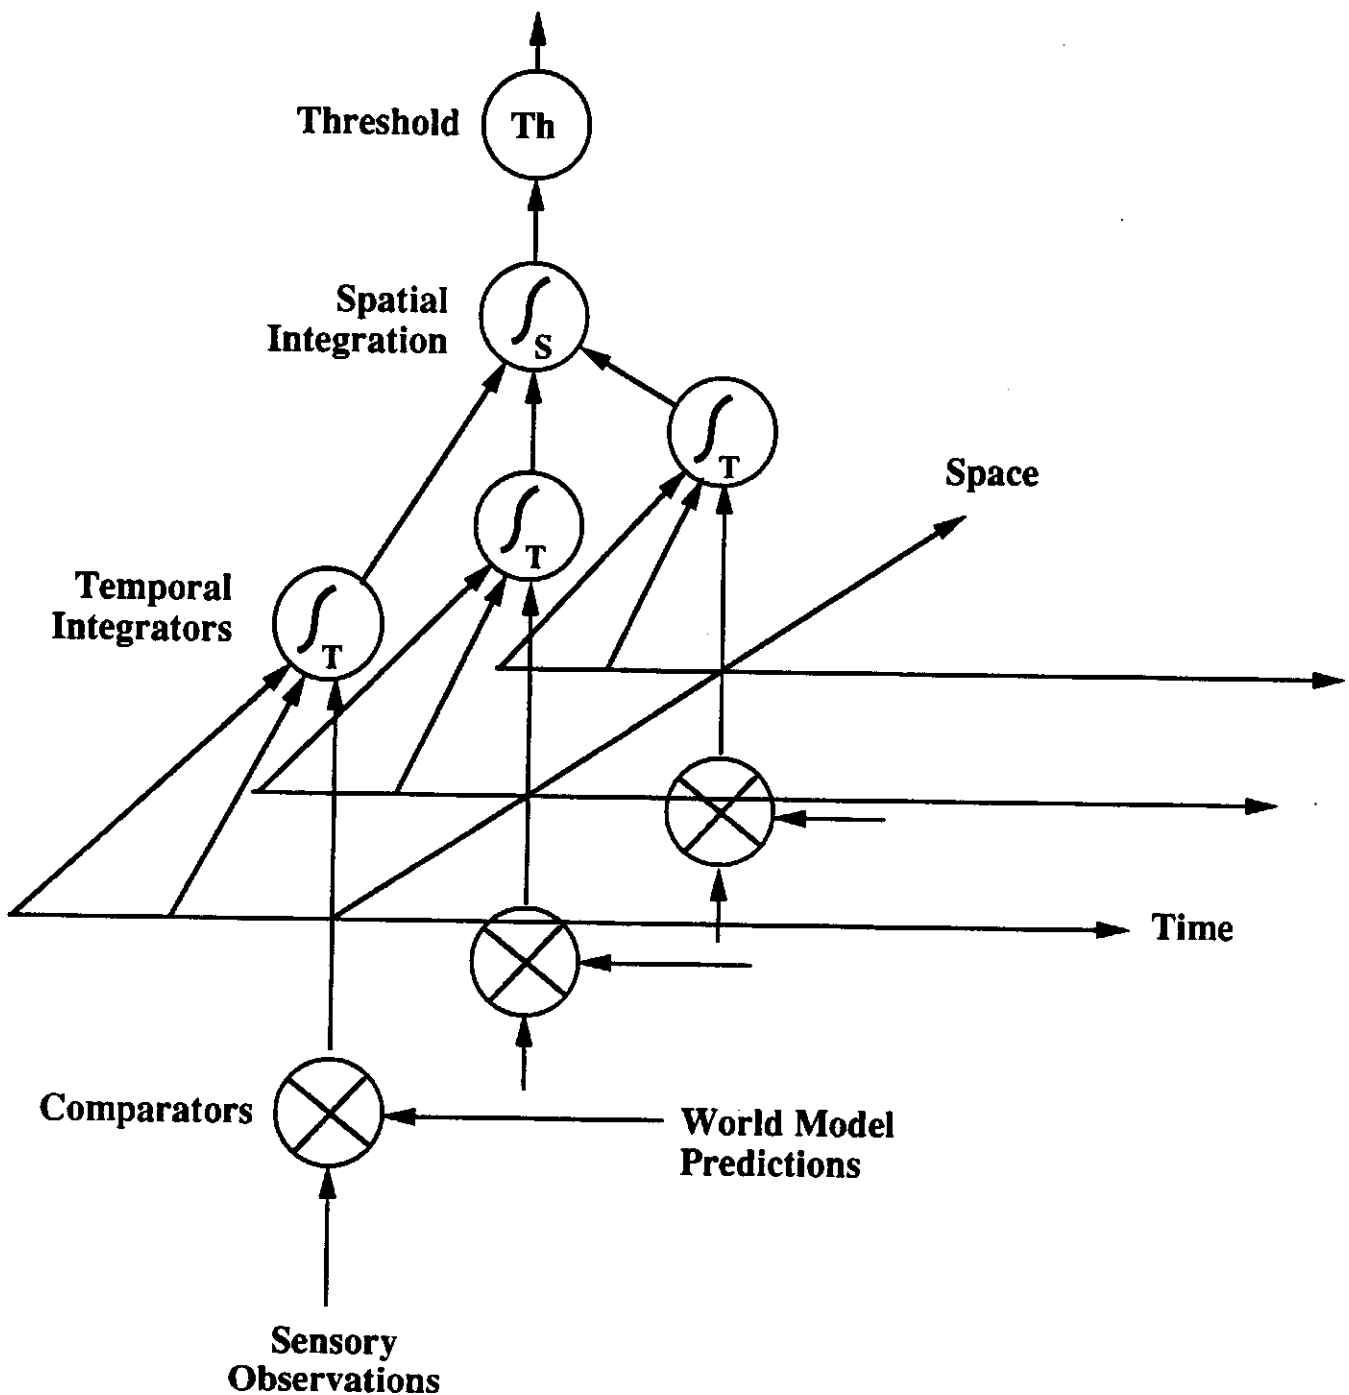 Threshold
Th
Spatial
Integration
∫S
∫T
Space
∫T
Temporal
Integrators
∫T
Time
Comparators
World Model
Predictions
Sensory
Observations